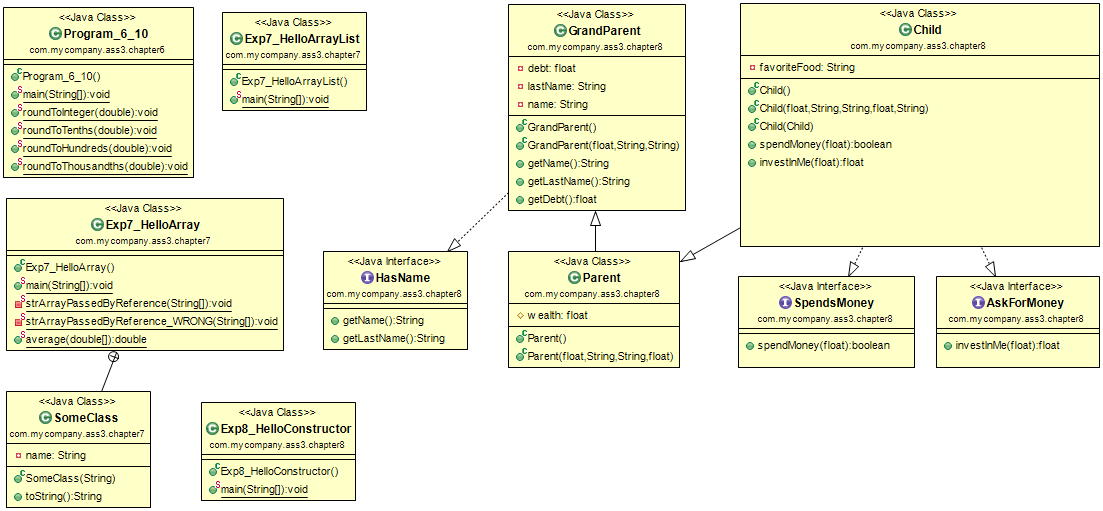 <<Java Class>>
Program_6_10
com.mycompany.ass3.chapter6
Program_6_10()
main(String[]):void
roundToInteger(double):void
roundToTenths(double):void
roundToHundreds(double):void
roundToThousandths(double):void
<<Java Class>>
Exp7_HelloArrayList
com.mycompany.ass3.chapter7
Exp7_HelloArrayList()
main(String[]):void
<<Java Class>>
GrandParent
com.mycompany.ass3.chapter8
debt: float
lastName: String
name: String
GrandParent()
GrandParent(float,String,String)
getName():String
getLastName():String
getDebt():float
<<Java Class>>
Child
com.mycompany.ass3.chapter8
favoriteFood: String
Child()
Child(float,String,String,float,String)
Child(Child)
spendMoney(float):boolean
investInMe(float):float
<<Java Class>>
Exp7_HelloArray
com.mycompany.ass3.chapter7
Exp7_HelloArray()
main(String[]):void
strArrayPassedByReference(String[]):void
strArrayPassedByReference_WRONG(String[]):void
average(double[]):double
<<Java Interface>>
HasName
com.mycompany.ass3.chapter8
getName():String
getLastName():String
<<Java Class>>
Parent
com.mycompany.ass3.chapter8
wealth: float
Parent()
Parent(float,String,String,float)
<<Java Interface>>
SpendsMoney
com.mycompany.ass3.chapter8
spendMoney(float):boolean
<<Java Interface>>
AskForMoney
com.mycompany.ass3.chapter8
investInMe(float):float
<<Java Class>>
SomeClass
com.mycompany.ass3.chapter7
name: String
SomeClass(String)
toString():String
<<Java Class>>
Exp8_HelloConstructor
com.mycompany.ass3.chapter8
Exp8_HelloConstructor()
main(String[]):void